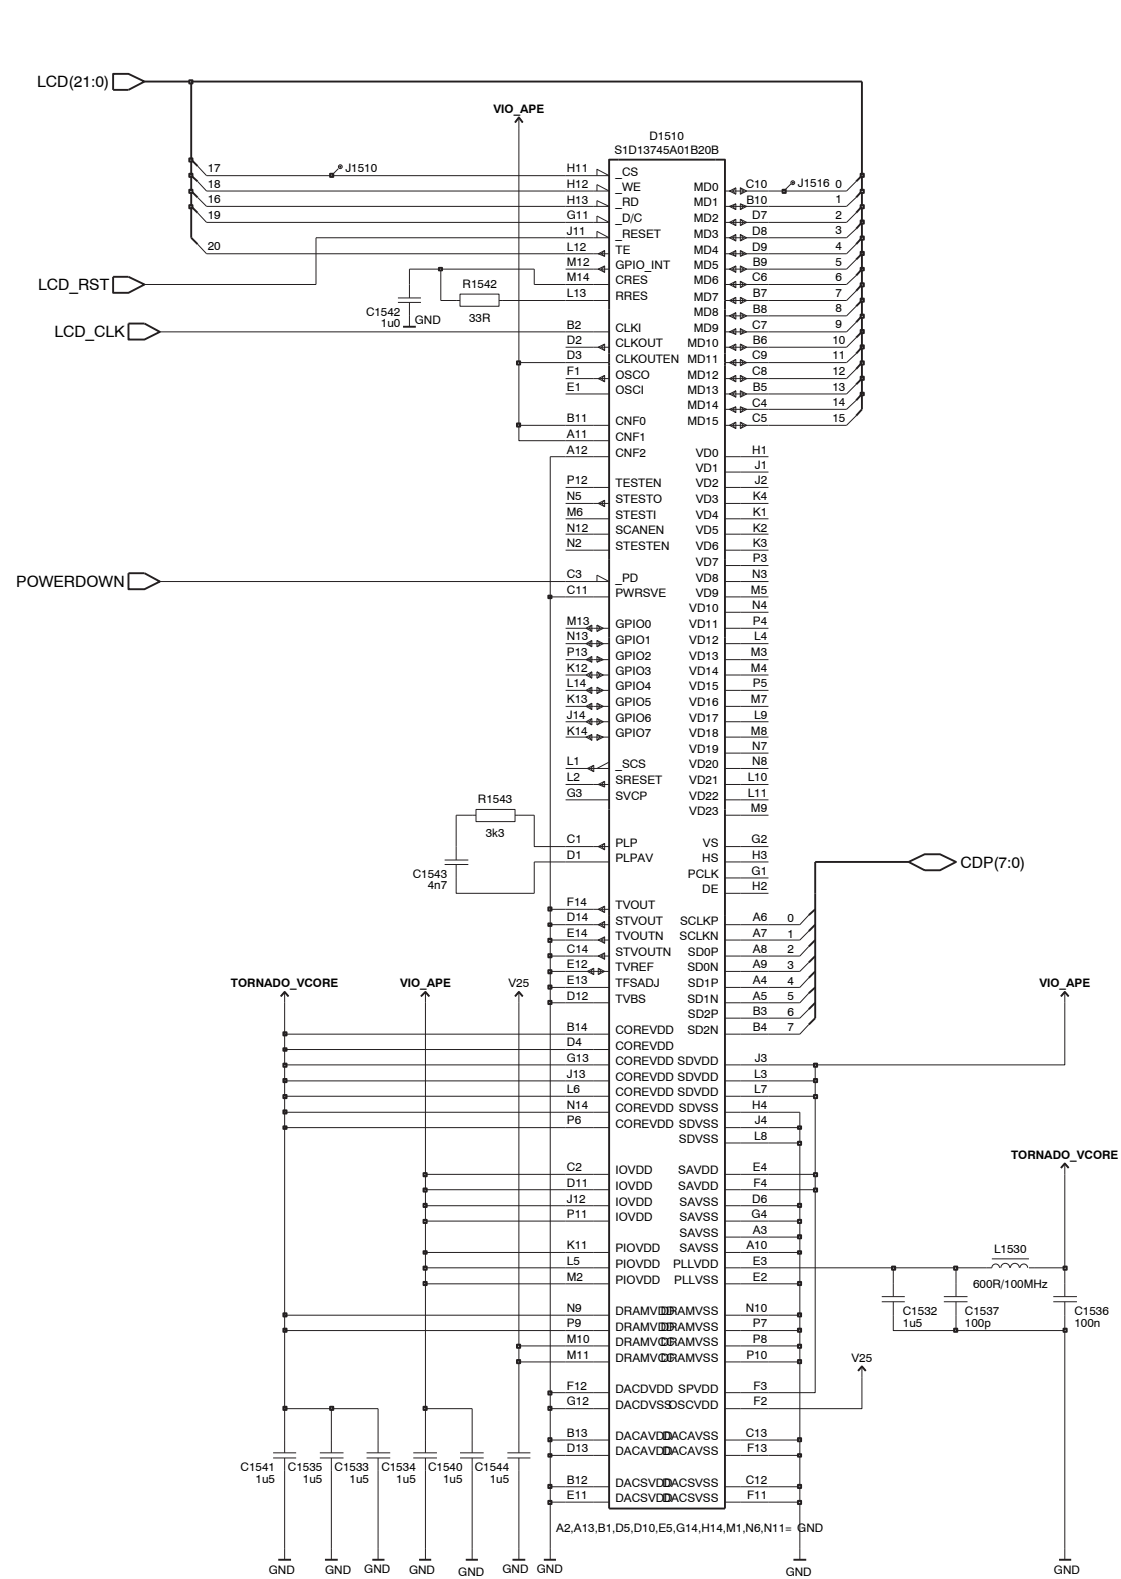 LCD(21:0)
VIO_APE
D1510
S1D13745A01B20B
17 J1510 H11 _CS
18 H12 _WE MD0 C10 J1516 0
16 H13 _RD MD1 B10 1
19 G11 _D/C MD2 D7 2
J11 _RESET MD3 D8 3
20 L12 TE MD4 D9 4
M12 GPIO_INT MD5 B9 5
LCD_RST M14 CRES MD6 C6 6
R1542 L13 RRES MD7 B7 7
C1542
1u0
GND
33R
MD8 B8 8
LCD_CLK B2 CLKI MD9 C7 9
D2 CLKOUT MD10 B6 10
D3 CLKOUTEN MD11 C9 11
F1 OSCO MD12 C8 12
E1 OSCI MD13 B5 13
MD14 C4 14
B11 CNF0 MD15 C5 15
A11 CNF1
A12 CNF2 VD0 H1
VD1 J1
P12 TESTEN VD2 J2
N5 STESTO VD3 K4
M6 STESTI VD4 K1
N12 SCANEN VD5 K2
N2 STESTEN VD6 K3
VD7 P3
POWERDOWN C3 _PD VD8 N3
C11 PWRSVE VD9 M5
VD10 N4
M13 GPIO0 VD11 P4
N13 GPIO1 VD12 L4
P13 GPIO2 VD13 M3
K12 GPIO3 VD14 M4
L14 GPIO4 VD15 P5
K13 GPIO5 VD16 M7
J14 GPIO6 VD17 L9
K14 GPIO7 VD18 M8
VD19 N7
L1 _SCS VD20 N8
L2 SRESET VD21 L10
G3 SVCP VD22 L11
VD23 M9
R1543
3k3
C1 PLP VS G2
D1 PLPAV HS H3
C1543
4n7
CDP(7:0)
PCLK G1
DE H2
F14 TVOUT
D14 STVOUT SCLKP A6 0
E14 TVOUTN SCLKN A7 1
C14 STVOUTN SD0P A8 2
E12 TVREF SD0N A9 3
E13 TFSADJ SD1P A4 4
D12 TVBS SD1N A5 5
SD2P B3 6
TORNADO_VCORE VIO_APE V25 VIO_APE
B14 COREVDD SD2N B4 7
D4 COREVDD
G13 COREVDD SDVDD J3
J13 COREVDD SDVDD L3
L6 COREVDD SDVDD L7
N14 COREVDD SDVSS H4
P6 COREVDD SDVSS J4
SDVSS L8
TORNADO_VCORE
C2 IOVDD SAVDD E4
D11 IOVDD SAVDD F4
J12 IOVDD SAVSS D6
P11 IOVDD SAVSS G4
SAVSS A3
K11 PIOVDD SAVSS A10
L5 PIOVDD PLLVDD E3
M2 PIOVDD PLLVSS E2
L1530
600R/100MHz
C1532
1u5
C1537
100p
C1536
100n
N9 DRAMVDD DRAMVSS N10
P9 DRAMVDD DRAMVSS P7
M10 DRAMVCC DRAMVSS P8
M11 DRAMVCC DRAMVSS P10
V25
F12 DACDVDD SPVDD F3
G12 DACDVSS OSCVDD F2
B13 DACAVDD DACAVSS C13
D13 DACAVDD DACAVSS F13
B12 DACSVDD DACSVSS C12
E11 DACSVDD DACSVSS F11
C1541
1u5
C1535
1u5
C1533
1u5
C1534
1u5
C1540
1u5
C1544
1u5
A2,A13,B1,D5,D10,E5,G14,H14,M1,N6,N11= GND
GND GND GND GND GND GND GND GND GND